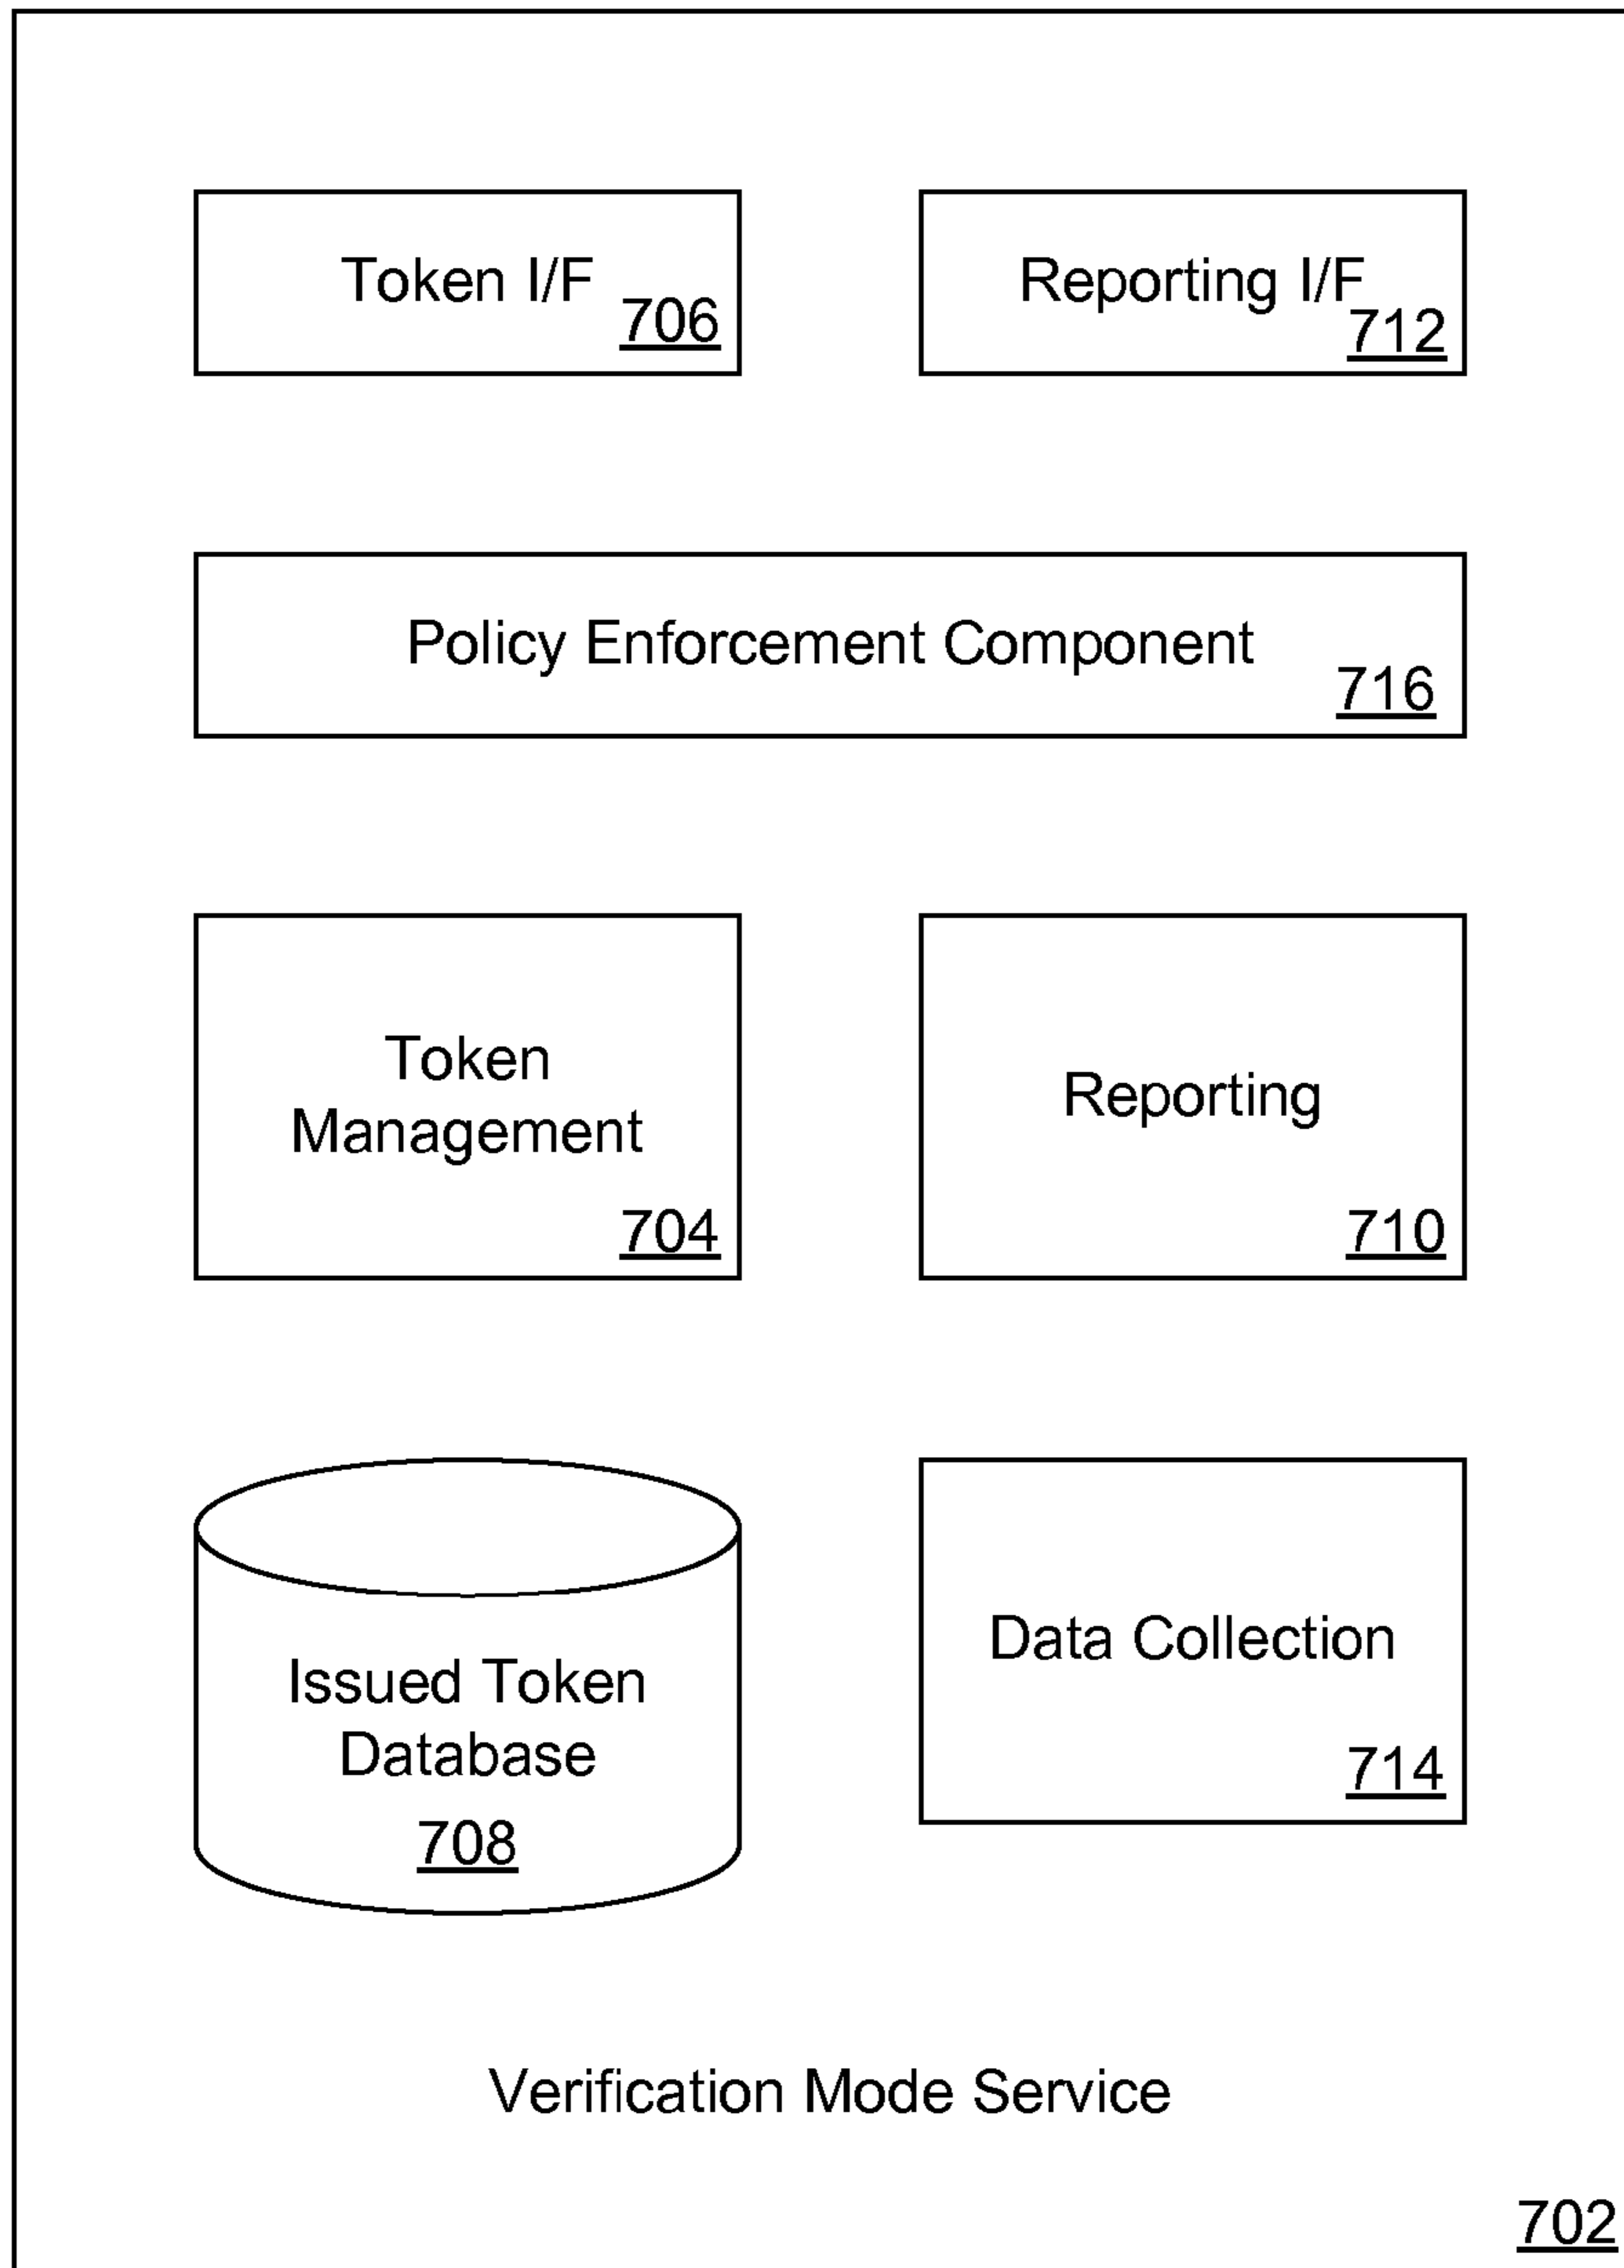 Token I/F
706
Reporting I/F
712
Policy Enforcement Component
716
Token
Management
704
Reporting
710
Issued Token
Database
708
Data Collection
714
Verification Mode Service
702